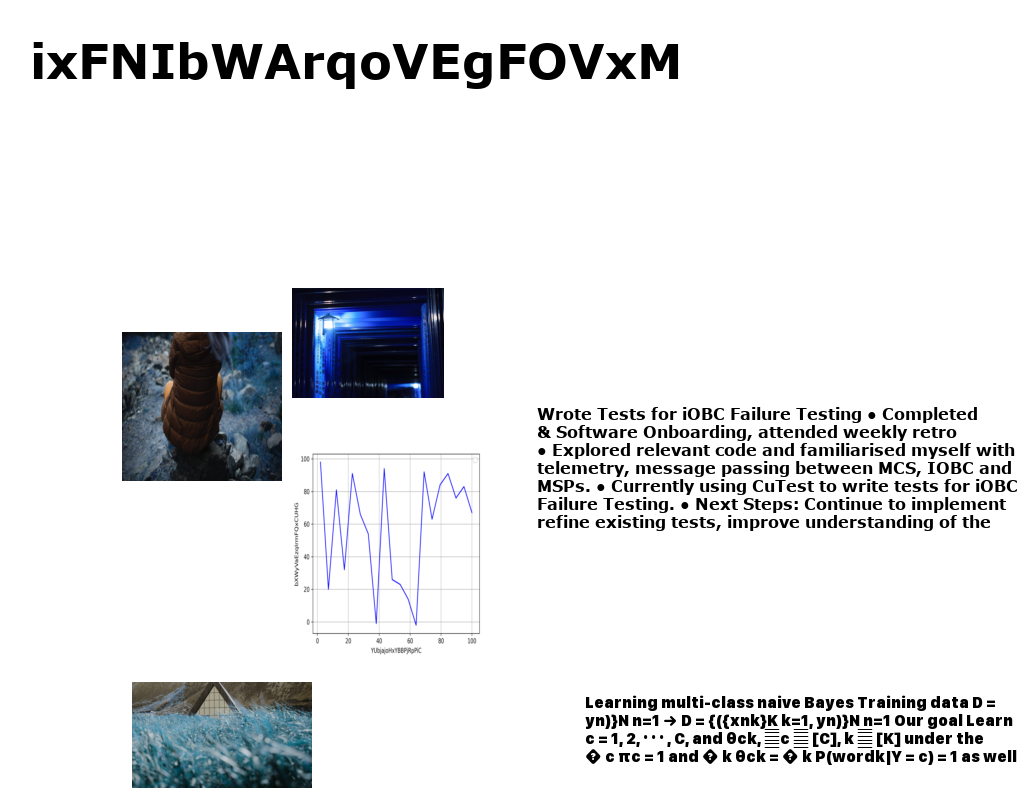 ixFNIbWArqoVEgFOVxM
Wrote Tests for iOBC Failure Testing ● Completed
& Software Onboarding, attended weekly retro
● Explored relevant code and familiarised myself with
telemetry, message passing between MCS, IOBC and
MSPs. ● Currently using CuTest to write tests for iOBC
Failure Testing. ● Next Steps: Continue to implement
refine existing tests, improve understanding of the
100
80
60
40
20
0
0 20 40 60 80 100
YUbjajoHxYBBPjRpPiC
Learning multi-class naive Bayes Training data D =
yn)}N n=1 → D = {({xnk}K k=1, yn)}N n=1 Our goal Learn
c = 1, 2, · · · , C, and θck, c [C], k [K] under the
� c πc = 1 and � k θck = � k P(wordk|Y = c) = 1 as well